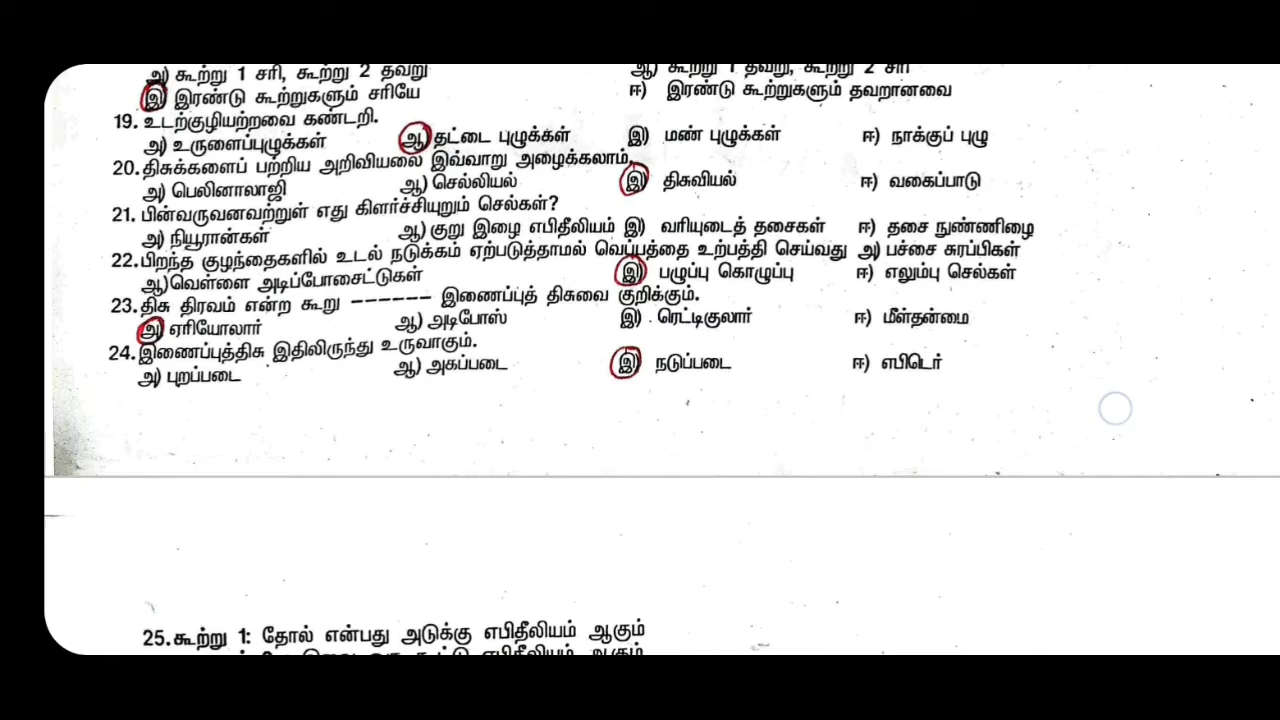 அ) கூற்று 1 சரி, கூற்று 2 தவறு ஆ) கூற்று 1 தவறு, கூற்று 2 சரி
இ) இரண்டு கூற்றுகளும் சரியே ஈ) இரண்டு கூற்றுகளும் தவறானவை
19. உடற்குழியற்றவை கண்டறி.
அ) உருளைப்புழுக்கள் ஆ) தட்டை புழுக்கள் இ) மண் புழுக்கள் ஈ) நாக்குப் புழு
20. திசுக்களைப் பற்றிய அறிவியலை இவ்வாறு அழைக்கலாம்.
அ) பெலினாலாஜி ஆ) செல்லியல் இ) திசுவியல் ஈ) வகைப்பாடு
21. பின்வருவனவற்றுள் எது கிளர்ச்சியுறும் செல்கள்?
அ) நியூரான்கள் ஆ) குறு இழை எபிதீலியம் இ) வரியுடைத் தசைகள் ஈ) தசை நுண்ணிழை
22. பிறந்த குழந்தைகளில் உடல் நடுக்கம் ஏற்படுத்தாமல் வெப்பத்தை உற்பத்தி செய்வது அ) பச்சை சுரப்பிகள்
ஆ) வெள்ளை அடிப்போசைட்டுகள் இ) பழுப்பு கொழுப்பு ஈ) எலும்பு செல்கள்
23. திசு திரவம் என்ற கூறு ------ இணைப்புத் திசுவை குறிக்கும்.
அ) ஏரியோலார் ஆ) அடிபோஸ் இ) ரெட்டிகுலார் ஈ) மீள்தன்மை
24. இணைப்புத்திசு இதிலிருந்து உருவாகும்.
அ) புறப்படை ஆ) அகப்படை இ) நடுப்படை ஈ) எபிடெர்
25. கூற்று 1: தோல் என்பது அடுக்கு எபிதீலியம் ஆகும்